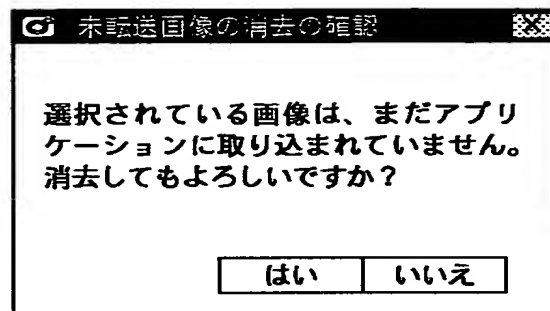 未転送画像の消去の確認
選択されている画像は、まだアプリ
ケーションに取り込まれていません。
消去してもよろしいですか？
はい
いいえ